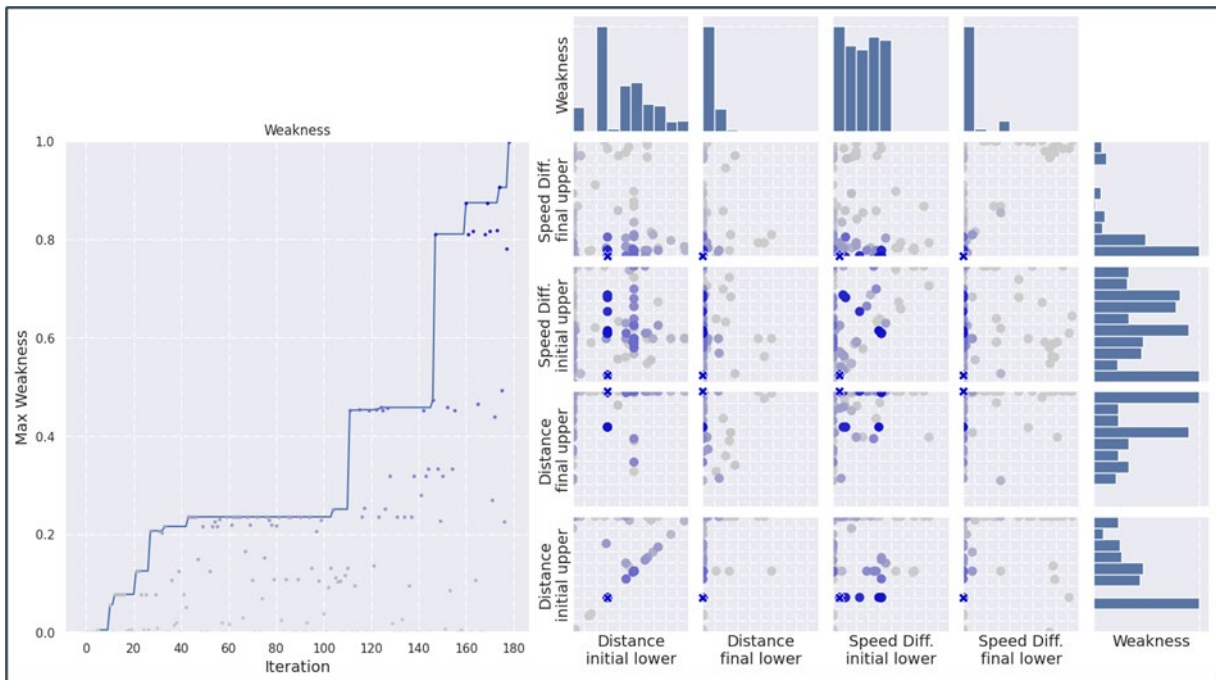 Weakness
Max Weakness
1.0
0.8
0.6
0.4
0.2
0.0
0 20 40 60 80 100 120 140 160 180
Iteration
Weakness
Speed Diff.
final upper
Speed Diff.
initial upper
Distance
final upper
Distance
initial upper
Distance
initial lower
Distance
final lower
Speed Diff.
initial lower
Speed Diff.
final lower
Weakness